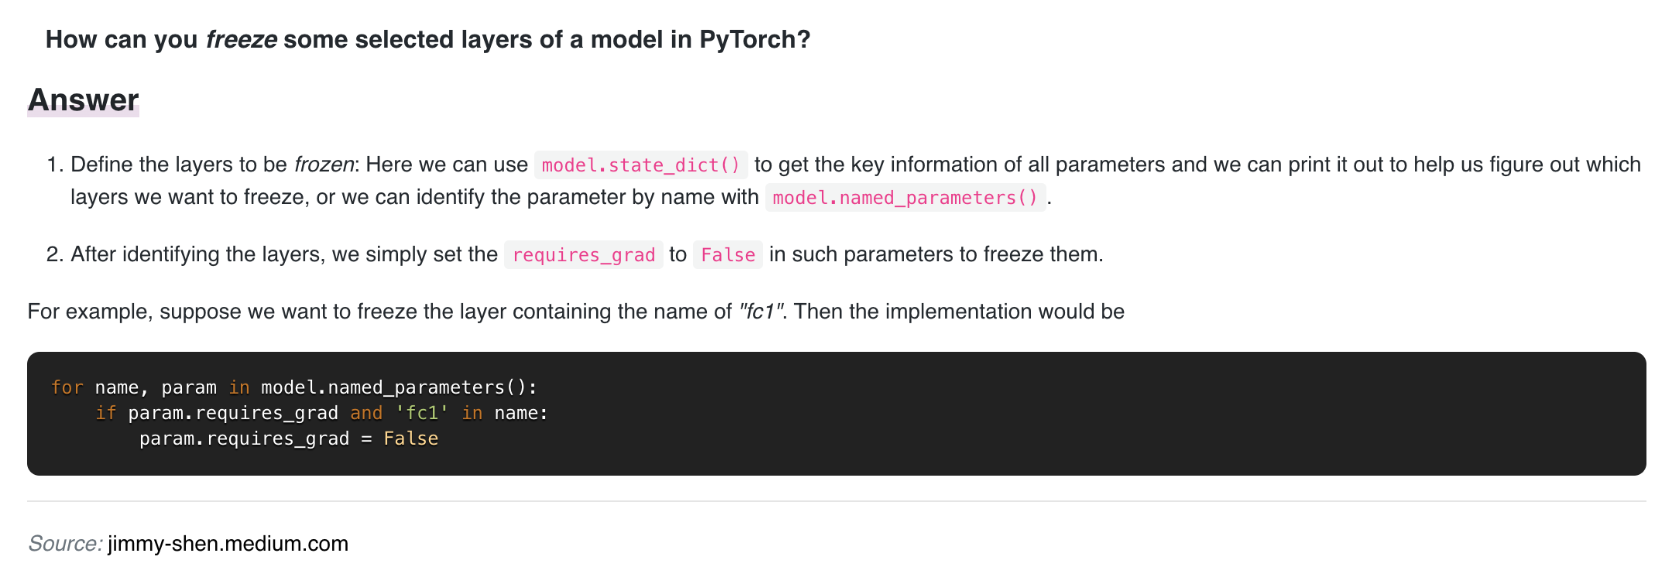 How can you freeze some selected layers of a model in PyTorch?
Answer
1. Define the layers to be frozen: Here we can use model.state_dict() to get the key information of all parameters and we can print it out to help us figure out which
layers we want to freeze, or we can identify the parameter by name with model.named_parameters() .
2. After identifying the layers, we simply set the requires_grad to False in such parameters to freeze them.
For example, suppose we want to freeze the layer containing the name of "fc1". Then the implementation would be
for name, param in model.named_parameters():
    if param.requires_grad and 'fc1' in name:
        param.requires_grad = False
Source: jimmy-shen.medium.com